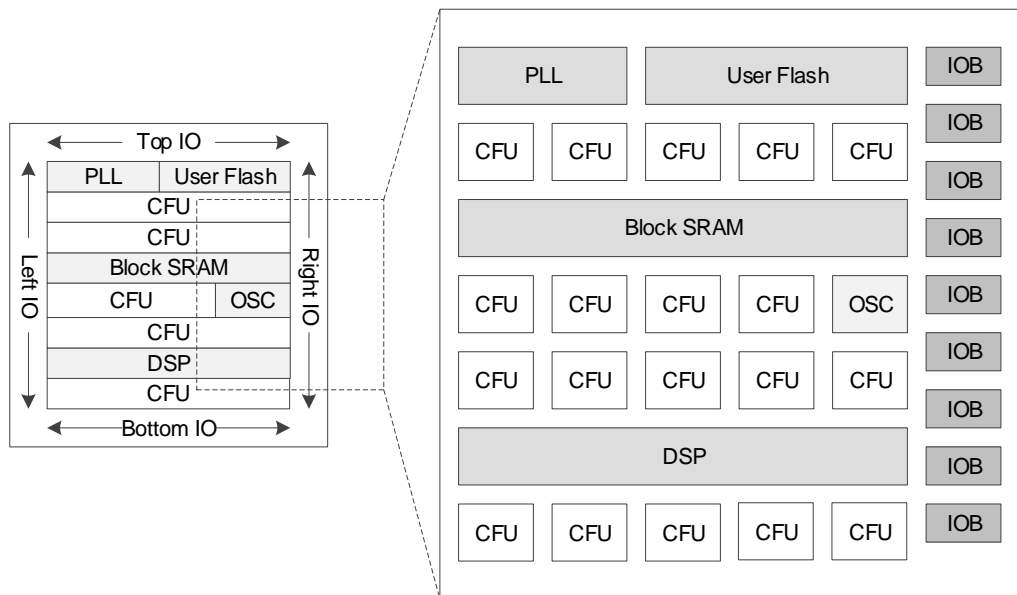 Top IO
PLL User Flash
CFU
CFU
Block SRAM
CFU OSC
CFU
DSP
CFU
Bottom IO
Left IO
Right IO
PLL User Flash IOB
IOB
CFU CFU CFU CFU CFU
IOB
Block SRAM IOB
CFU CFU CFU CFU OSC IOB
IOB
CFU CFU CFU CFU CFU
IOB
DSP IOB
CFU CFU CFU CFU CFU IOB